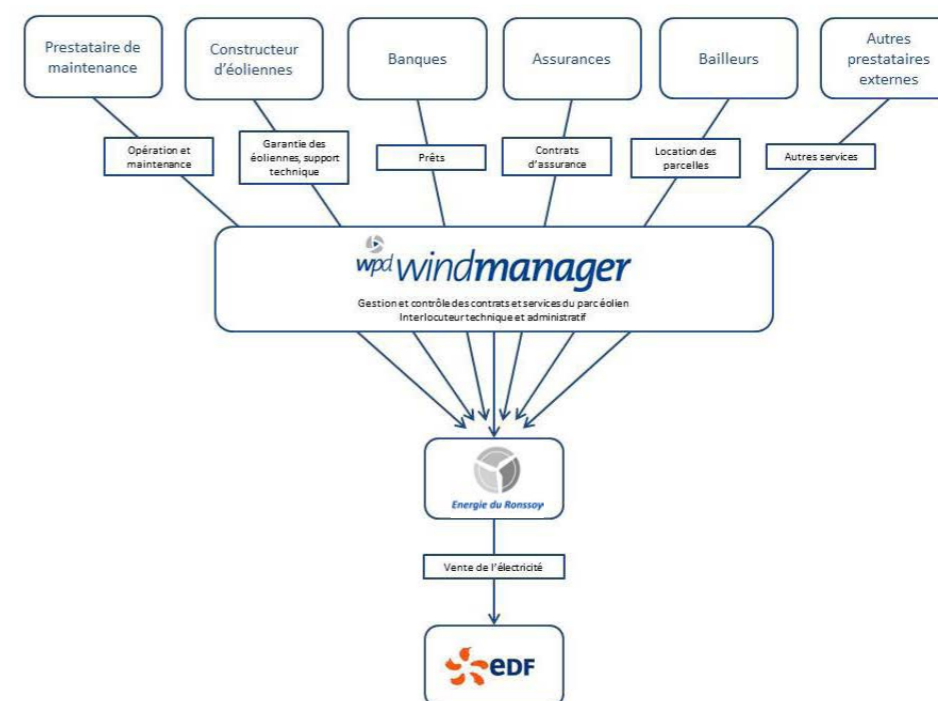 Prestataire de
maintenance
Constructeur
d'éoliennes
Banques
Assurances
Bailleurs
Autres
prestataires
externes
Opération et
maintenance
Garantie des
éoliennes, support
technique
Prêts
Contrats
d'assurance
Location des
parcelles
Autres services
wpd windmanager
Gestion et contrôle des contrats et services du parc éolien
Interlocuteur technique et administratif
Energie du Ronssoy
Vente de l'électricité
eDF